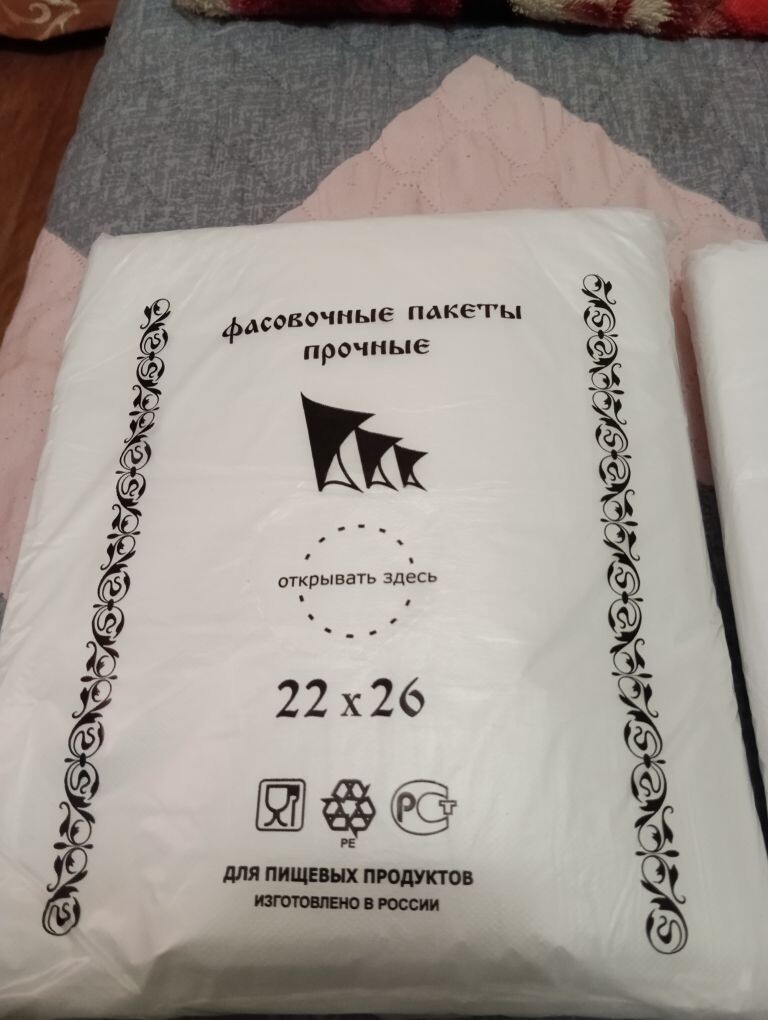 фасовочные пакеты
прочные
открывать здесь
22 x 26
PE
РСТ
ДЛЯ ПИЩЕВЫХ ПРОДУКТОВ
ИЗГОТОВЛЕНО В РОССИИ